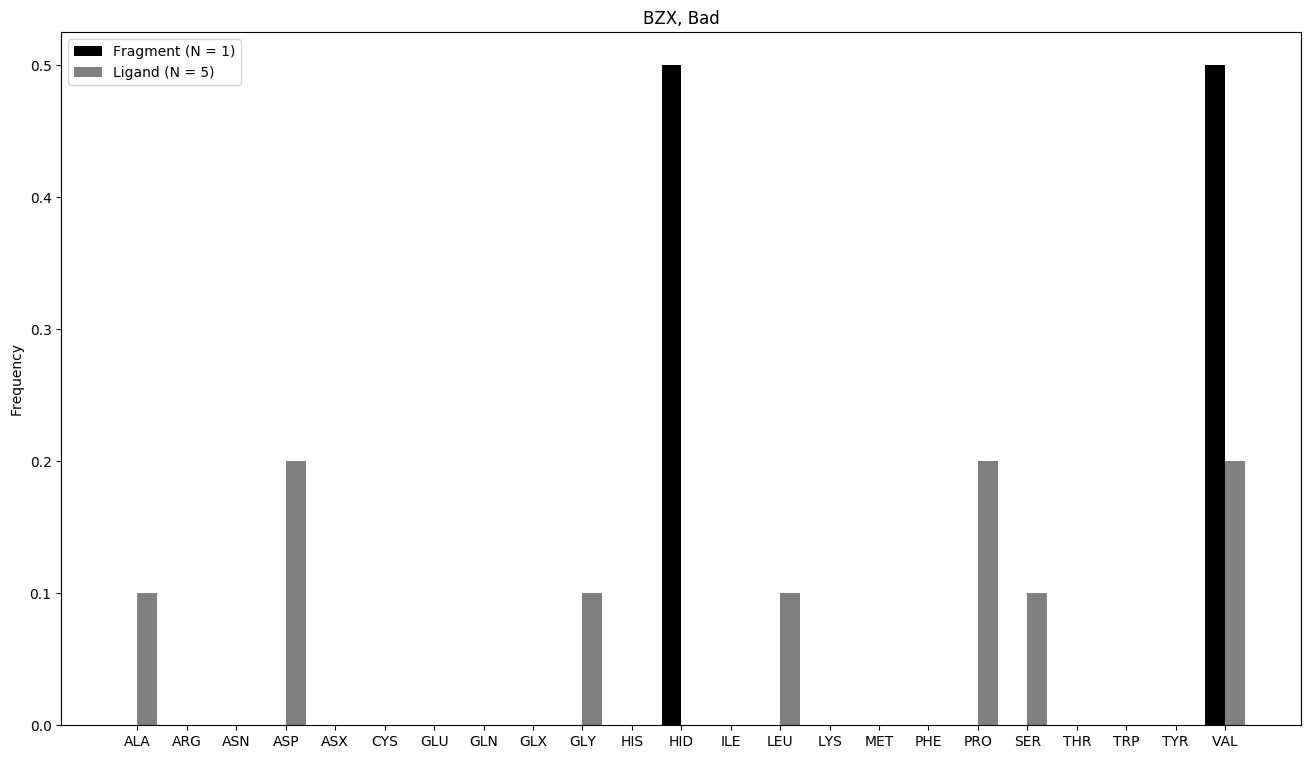 BZX, Bad
Fragment (N = 1)
Ligand (N = 5)
Frequency
0.5
0.4
0.3
0.2
0.1
0.0
ALA ARG ASN ASP ASX CYS GLU GLN GLX GLY HIS HID ILE LEU LYS MET PHE PRO SER THR TRP TYR VAL